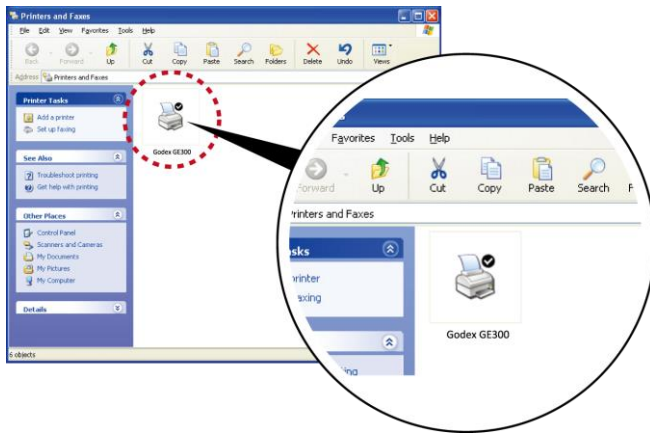 Printers and Faxes
File Edit View Favorites Tools Help
Back Forward Up Cut Copy Paste Search Folders Delete Undo Views
Address Printers and Faxes
Printer Tasks
Add a printer
Set up faxing
See Also
Troubleshoot printing
Get help with printing
Other Places
Control Panel
Scanners and Cameras
My Documents
My Pictures
My Computer
Details
6 objects
Godex GE300
s
Favorites Tools Help
Forward Up Cut Copy Paste Search F
rinters and Faxes
sks
rinter
axing
ing
Godex GE300